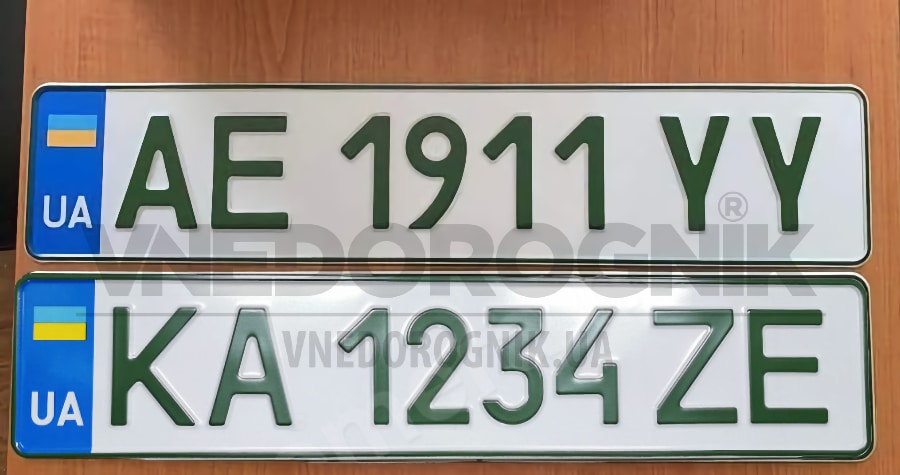 UA AE 1911 YY
VNEDOROGNIK®
UA KA 1234 ZE
VNEDOROGNIK.UA